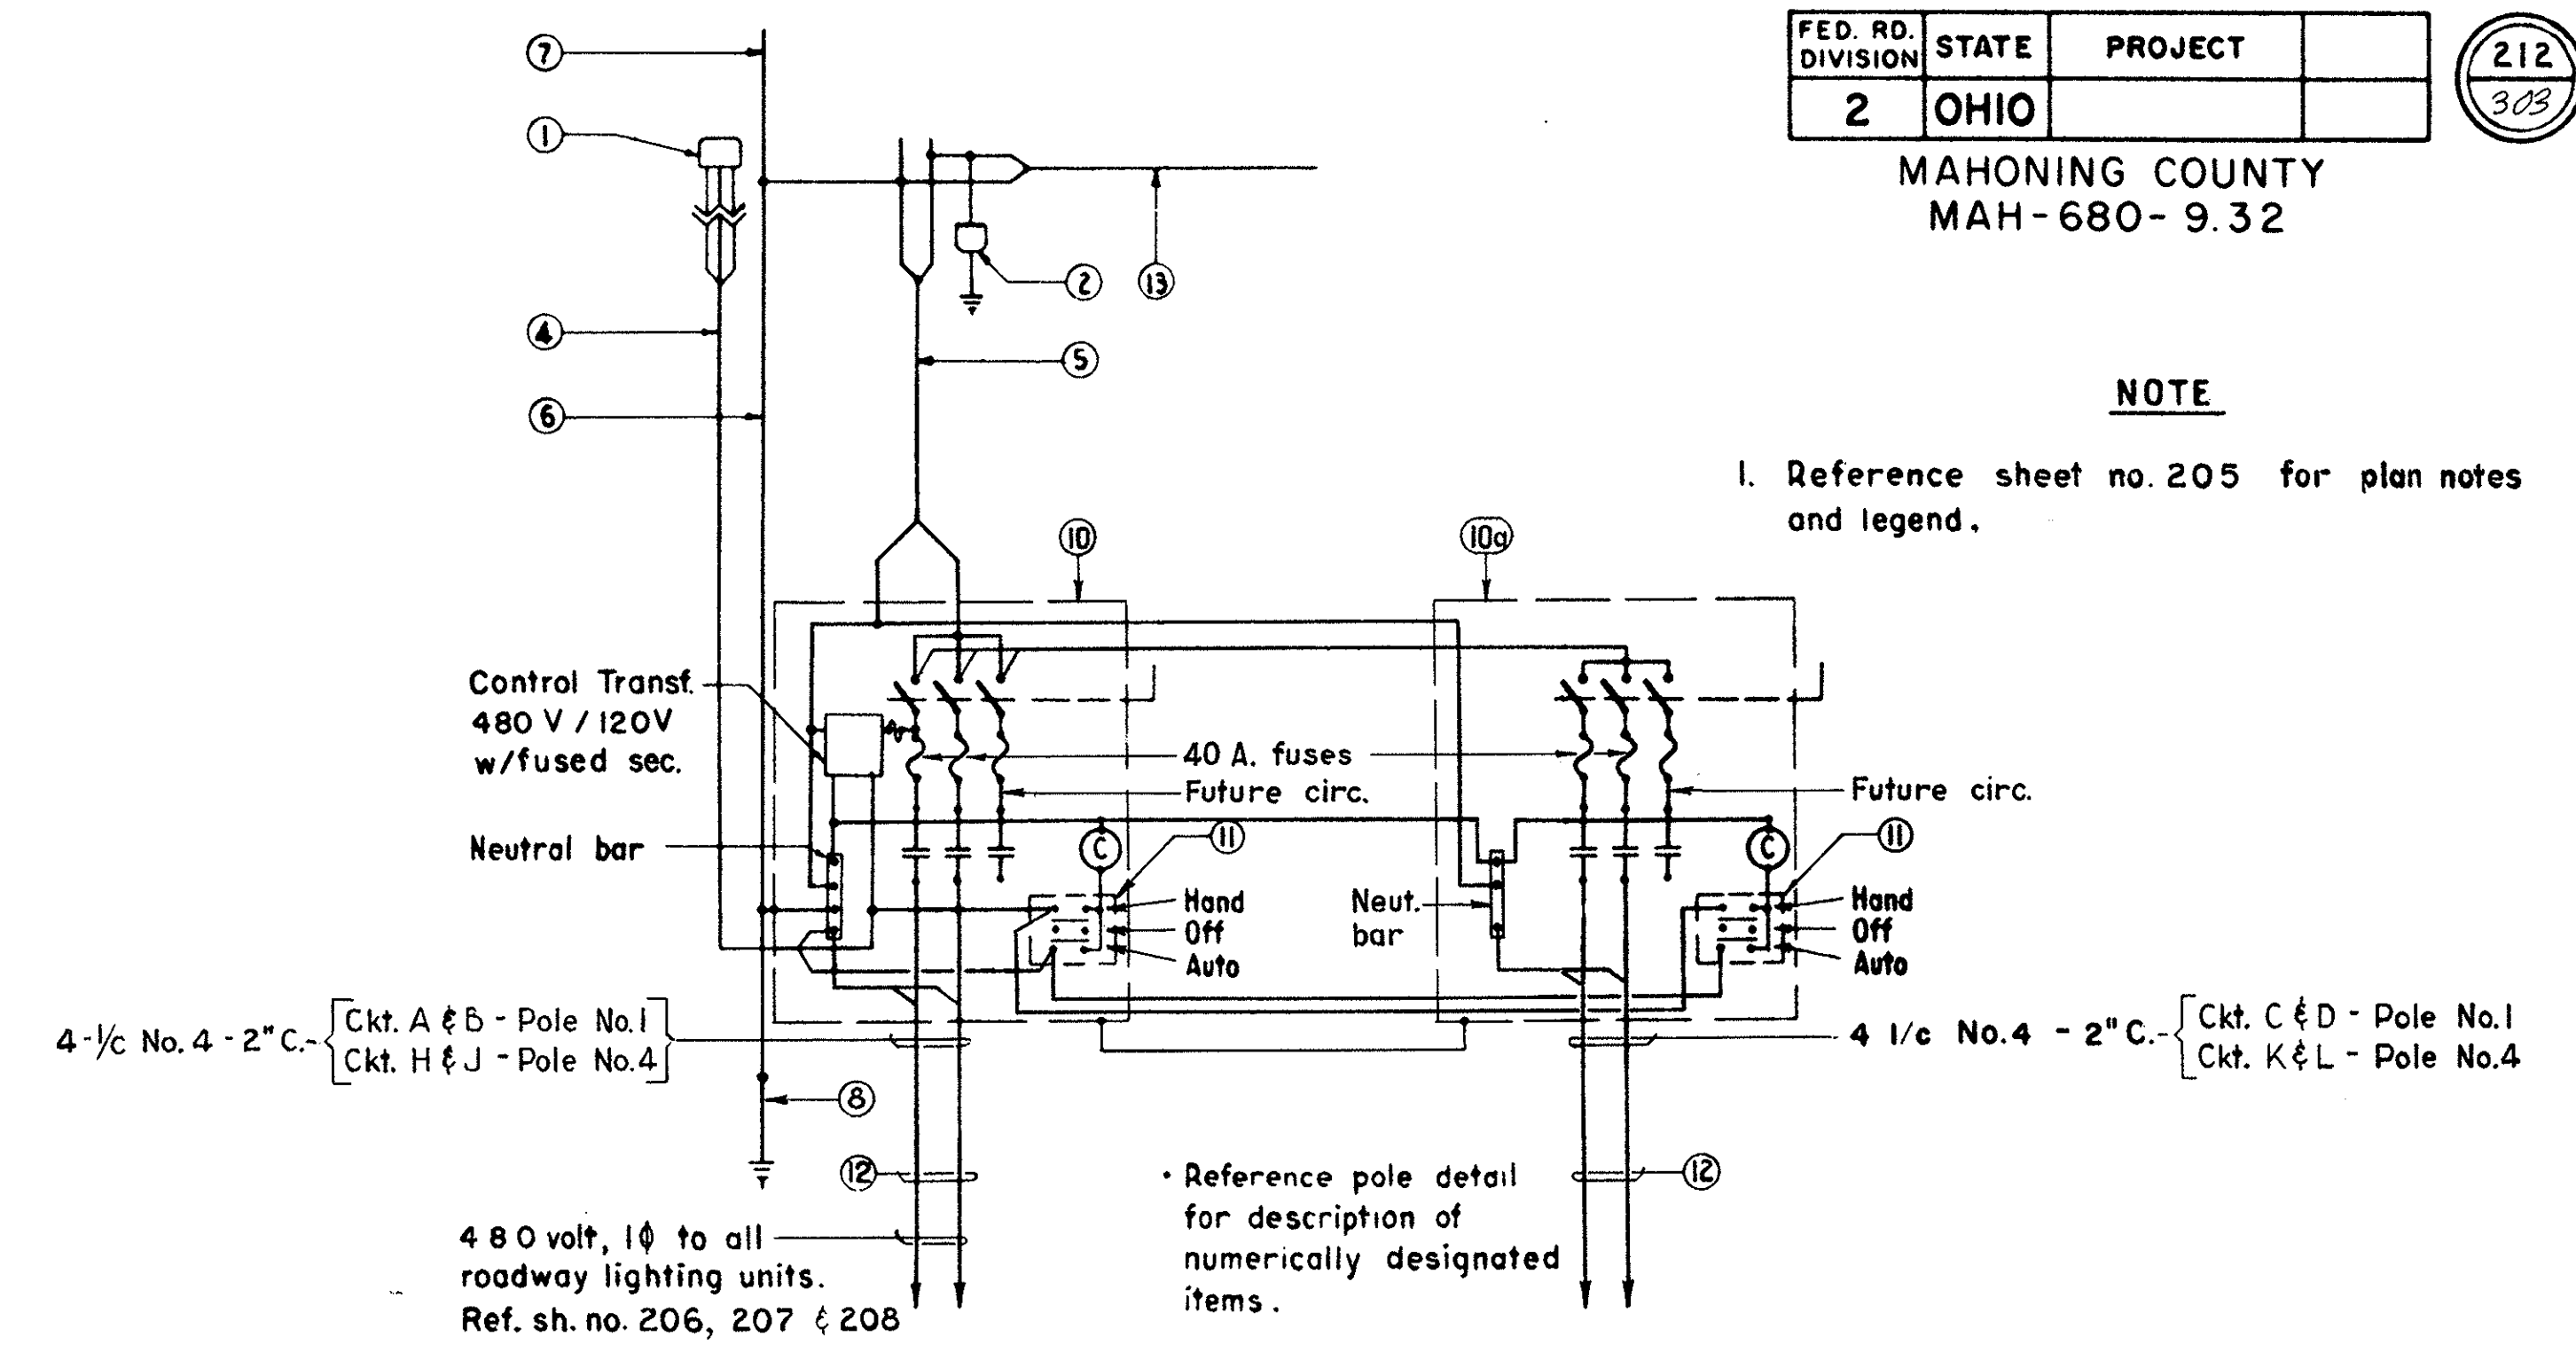 FED. RD. DIVISION STATE PROJECT
2 OHIO
212
303
MAHONING COUNTY
MAH-680-9.32
7
1
2
13
4
5
6
NOTE
1. Reference sheet no. 205 for plan notes
and legend.
10
10a
Control Transf.
480 V / 120V
w/fused sec.
40 A. fuses
Future circ.
Future circ.
Neutral bar
C
11
C
11
Hand
Off
Auto
Neut.
bar
Hand
Off
Auto
4-1/c No. 4 - 2" C.-
Ckt. A & B - Pole No.1
Ckt. H & J - Pole No.4
4 1/c No.4 - 2" C.-
Ckt. C & D - Pole No.1
Ckt. K & L - Pole No.4
8
12
12
• Reference pole detail
for description of
numerically designated
items.
480 volt, 1ϕ to all
roadway lighting units.
Ref. sh. no. 206, 207 & 208